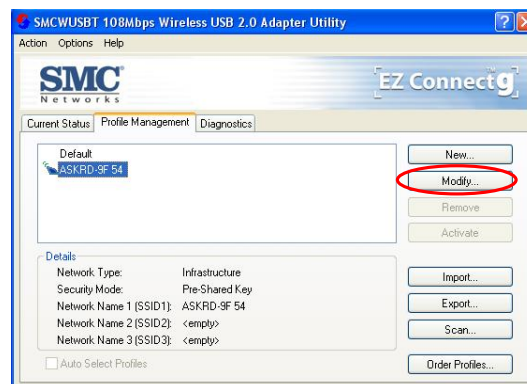 SMCWUSBT 108Mbps Wireless USB 2.0 Adapter Utility
Action Options Help
SMC®
Networks
EZ Connect™ g
Current Status Profile Management Diagnostics
Default
ASKRD-9F 54
New...
Modify...
Remove
Activate
Details
Network Type: Infrastructure
Security Mode: Pre-Shared Key
Network Name 1 (SSID1): ASKRD-9F 54
Network Name 2 (SSID2): <empty>
Network Name 3 (SSID3): <empty>
Import...
Export...
Scan...
Auto Select Profiles
Order Profiles...